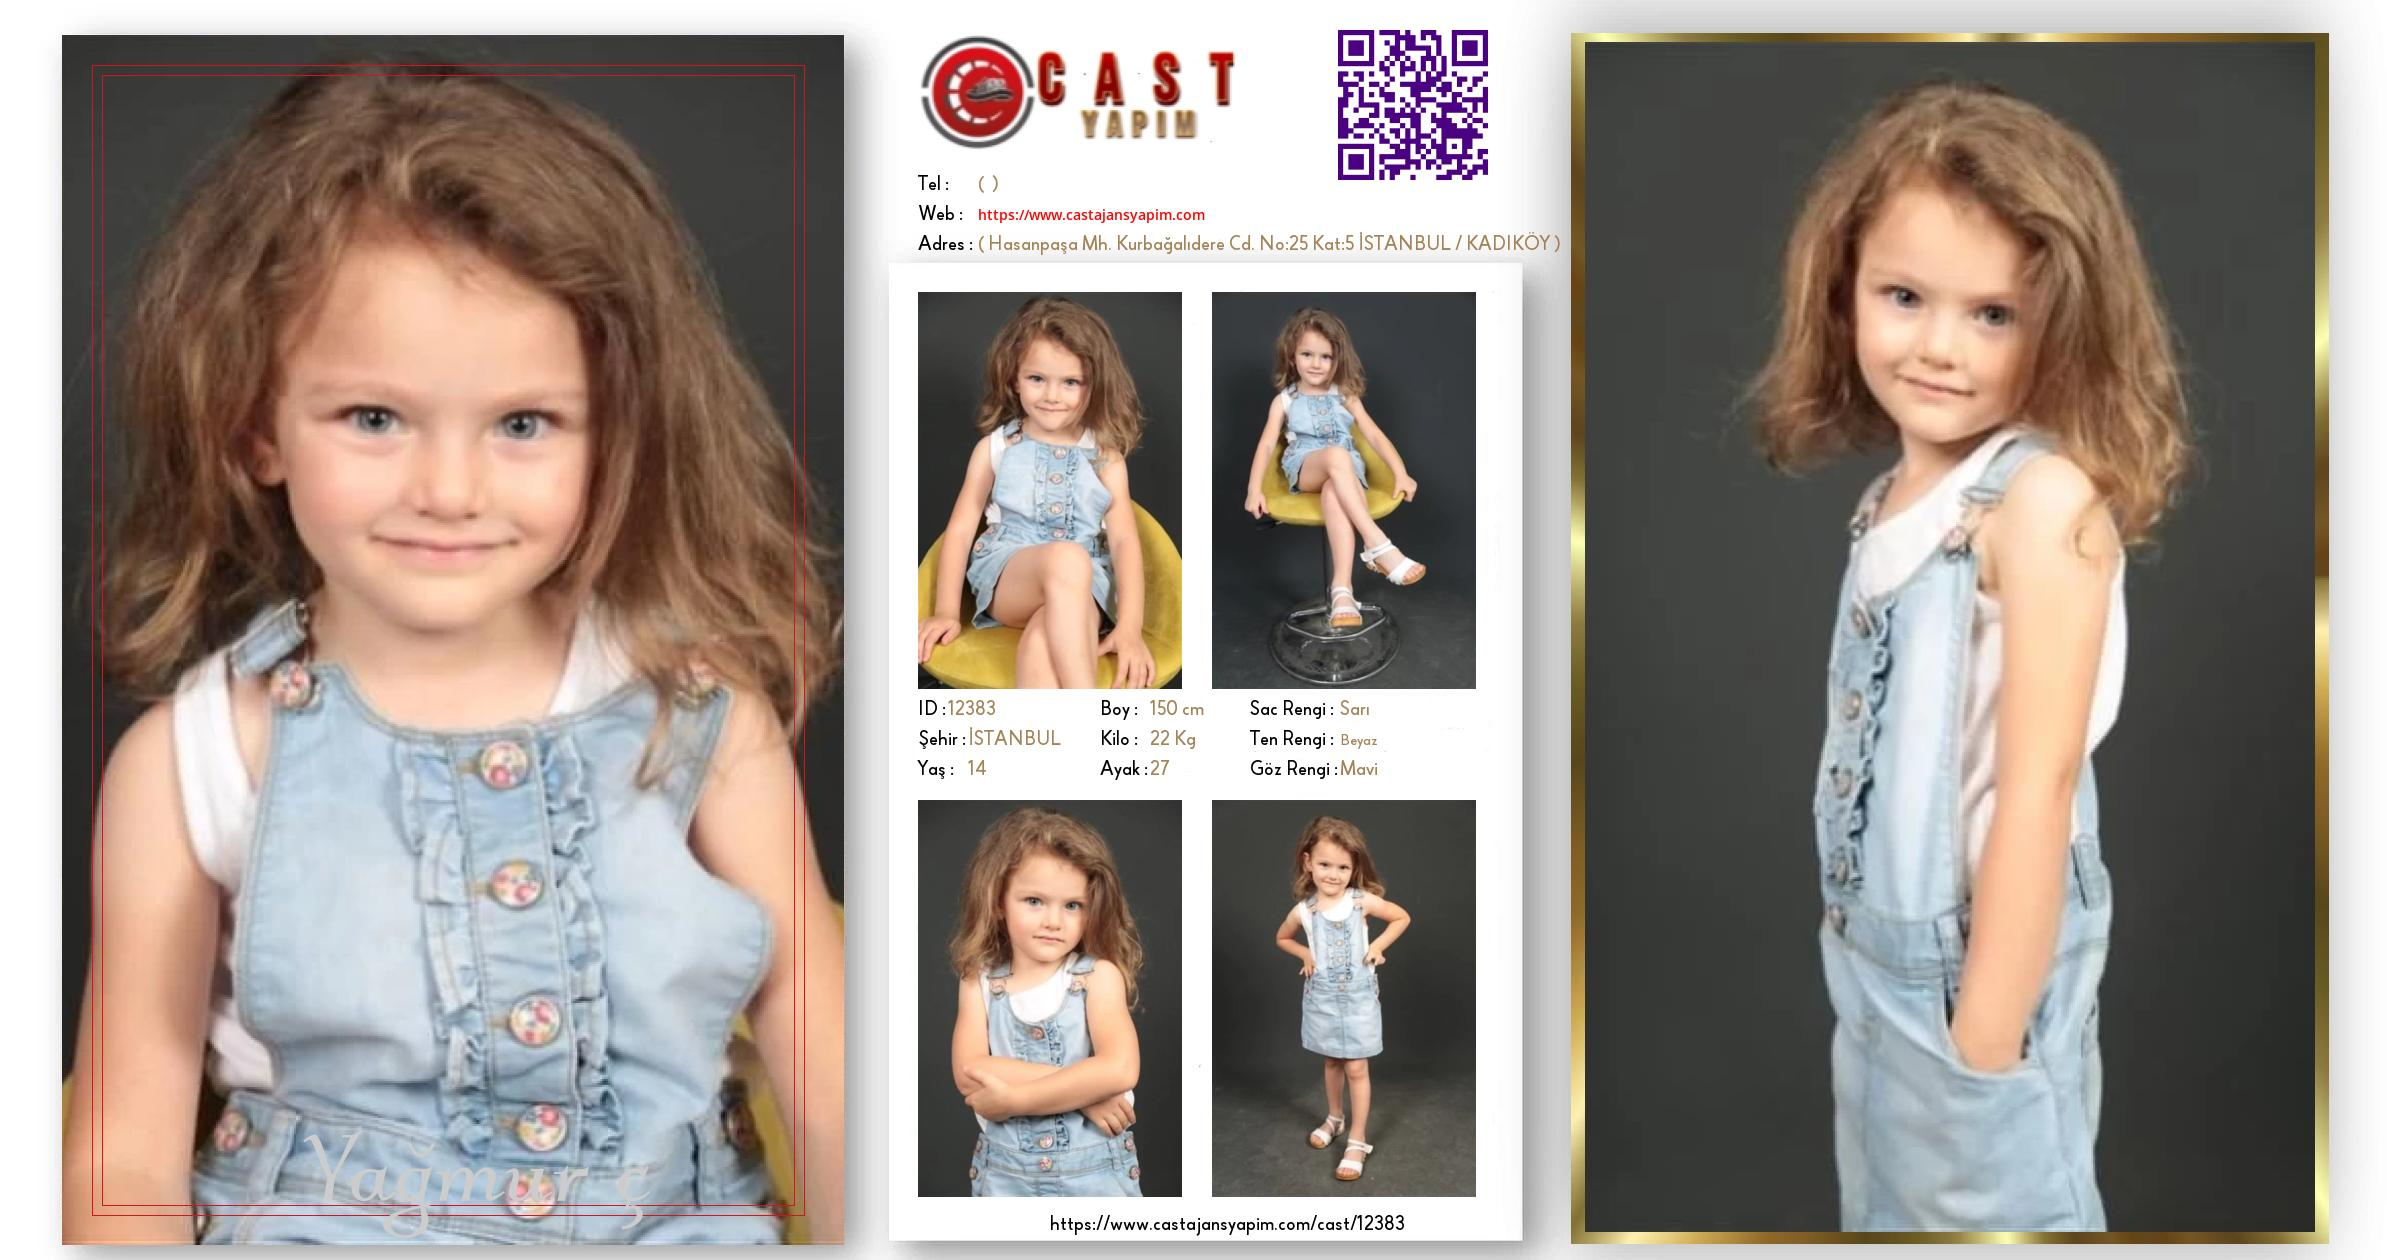 CAST
YAPIM
Tel : ( )
Web : https://www.castajansyapim.com
Adres : ( Hasanpaşa Mh. Kurbağalıdere Cd. No:25 Kat:5 İSTANBUL / KADIKÖY )
ID : 12383 Boy : 150 cm Sac Rengi : Sarı
Şehir : İSTANBUL Kilo : 22 Kg Ten Rengi : Beyaz
Yaş : 14 Ayak : 27 Göz Rengi : Mavi
Yağmur ç
https://www.castajansyapim.com/cast/12383